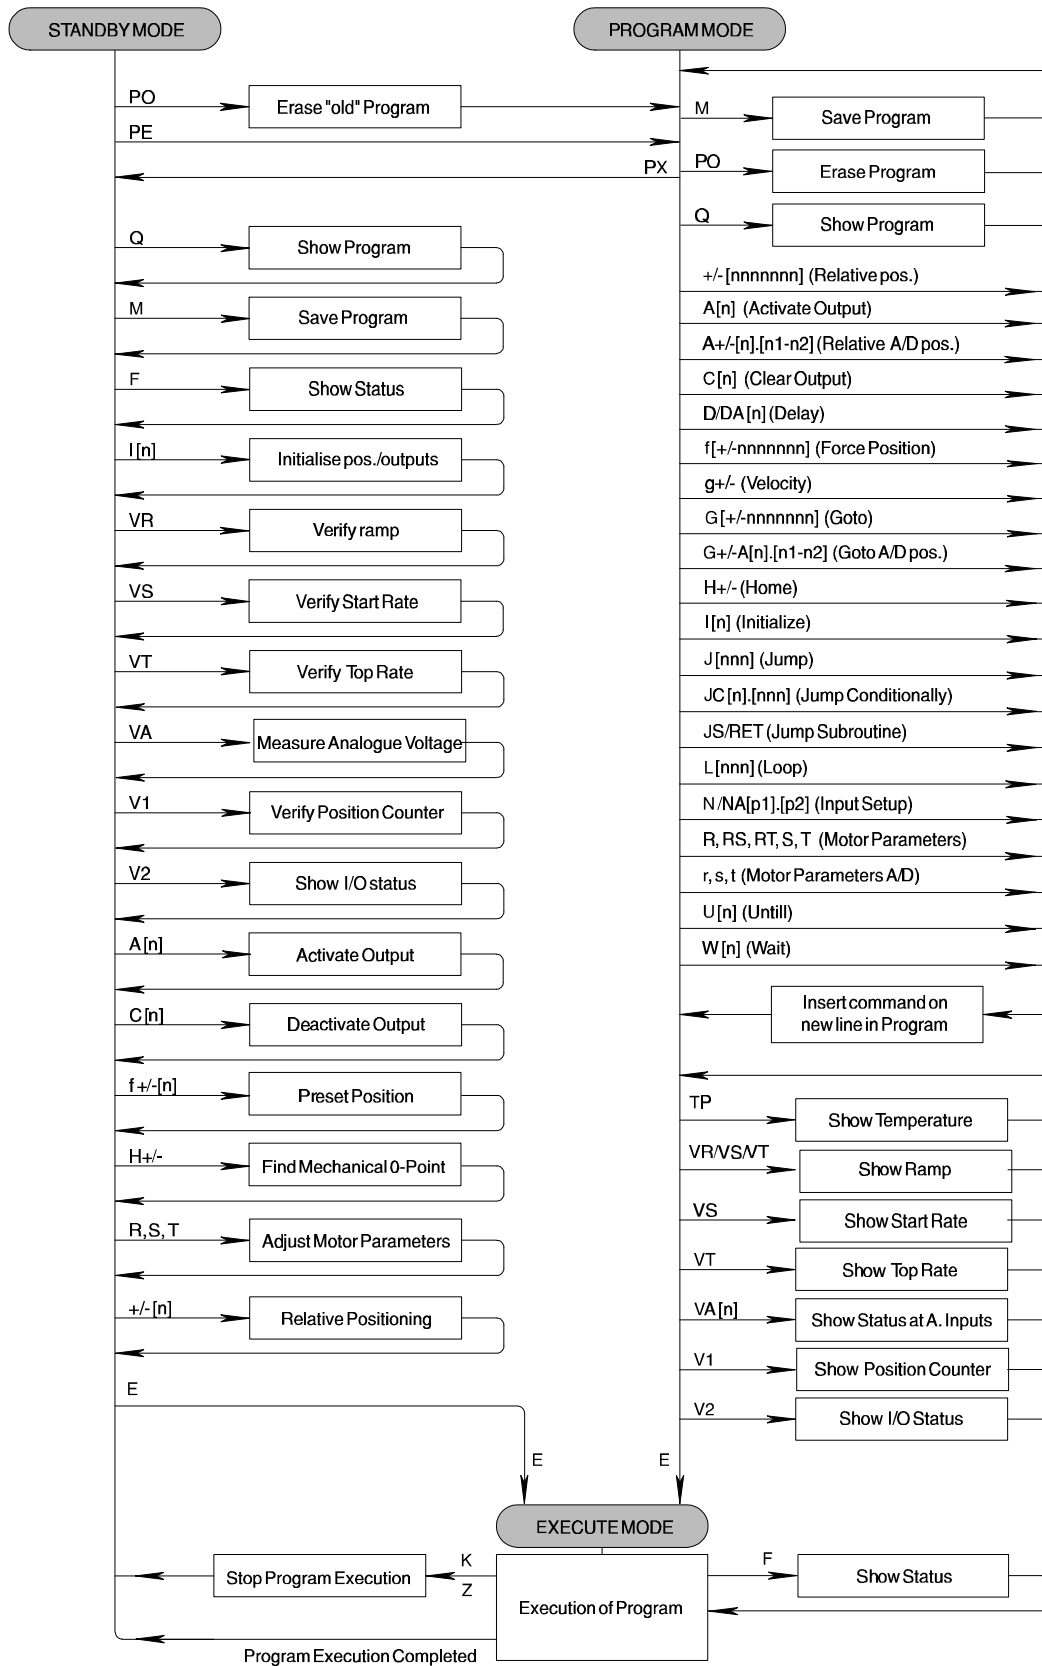 STANDBY MODE
PO
Erase "old" Program
PE
PX
Q
Show Program
M
Save Program
F
Show Status
I[n]
Initialise pos./outputs
VR
Verify ramp
VS
Verify Start Rate
VT
Verify Top Rate
VA
Measure Analogue Voltage
V1
Verify Position Counter
V2
Show I/O status
A[n]
Activate Output
C[n]
Deactivate Output
f+/-[n]
Preset Position
H+/-
Find Mechanical 0-Point
R, S, T
Adjust Motor Parameters
+/-[n]
Relative Positioning
E
E
PROGRAM MODE
M
Save Program
PO
Erase Program
Q
Show Program
+/-[nnnnnnn] (Relative pos.)
A[n] (Activate Output)
A+/-[n].[n1-n2] (Relative A/D pos.)
C[n] (Clear Output)
D/DA[n] (Delay)
f[+/-nnnnnnn] (Force Position)
g+/- (Velocity)
G[+/-nnnnnnn] (Goto)
G+/-A[n].[n1-n2] (Goto A/D pos.)
H+/- (Home)
I[n] (Initialize)
J[nnn] (Jump)
JC[n].[nnn] (Jump Conditionally)
JS/RET (Jump Subroutine)
L[nnn] (Loop)
N/NA[p1].[p2] (Input Setup)
R, RS, RT, S, T (Motor Parameters)
r, s, t (Motor Parameters A/D)
U[n] (Untill)
W[n] (Wait)
Insert command on
new line in Program
TP
Show Temperature
VR/VS/VT
Show Ramp
VS
Show Start Rate
VT
Show Top Rate
VA[n]
Show Status at A. Inputs
V1
Show Position Counter
V2
Show I/O Status
E
EXECUTE MODE
K
Z
Stop Program Execution
Execution of Program
F
Show Status
Program Execution Completed